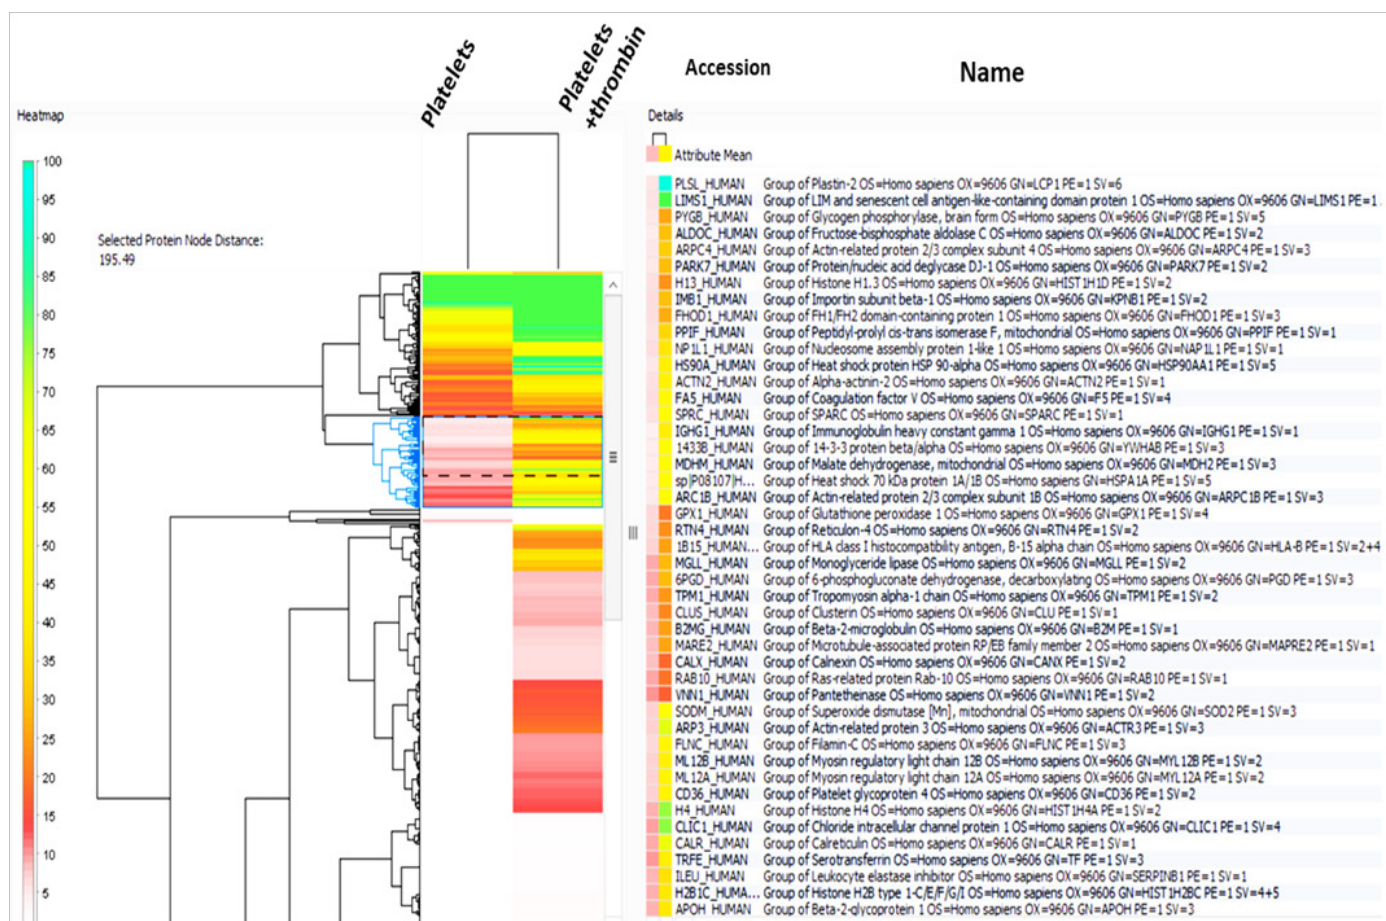 Platelets
Platelets
+thrombin
Accession
Name
Heatmap
Details
Attribute Mean
100
95
90
85
80
75
70
65
60
55
50
45
40
35
30
25
20
15
10
5
Selected Protein Node Distance:
195.49
PLSL_HUMAN Group of Plastin-2 OS=Homo sapiens OX=9606 GN=LCP1 PE=1 SV=6
LIMS1_HUMAN Group of LIM and senescent cell antigen-like-containing domain protein 1 OS=Homo sapiens OX=9606 GN=LIMS1 PE=1 .
PYGB_HUMAN Group of Glycogen phosphorylase, brain form OS=Homo sapiens OX=9606 GN=PYGB PE=1 SV=5
ALDOC_HUMAN Group of Fructose-bisphosphate aldolase C OS=Homo sapiens OX=9606 GN=ALDOC PE=1 SV=2
ARPC4_HUMAN Group of Actin-related protein 2/3 complex subunit 4 OS=Homo sapiens OX=9606 GN=ARPC4 PE=1 SV=3
PARK7_HUMAN Group of Protein/nucleic acid deglycase DJ-1 OS=Homo sapiens OX=9606 GN=PARK7 PE=1 SV=2
H13_HUMAN Group of Histone H1.3 OS=Homo sapiens OX=9606 GN=HIST1H1D PE=1 SV=2
IMB1_HUMAN Group of Importin subunit beta-1 OS=Homo sapiens OX=9606 GN=KPNB1 PE=1 SV=2
FHOD1_HUMAN Group of FH1/FH2 domain-containing protein 1 OS=Homo sapiens OX=9606 GN=FHOD1 PE=1 SV=3
PPIF_HUMAN Group of Peptidyl-prolyl cis-trans isomerase F, mitochondrial OS=Homo sapiens OX=9606 GN=PPIF PE=1 SV=1
NP1L1_HUMAN Group of Nucleosome assembly protein 1-like 1 OS=Homo sapiens OX=9606 GN=NAP1L1 PE=1 SV=1
HS90A_HUMAN Group of Heat shock protein HSP 90-alpha OS=Homo sapiens OX=9606 GN=HSP90AA1 PE=1 SV=5
ACTN2_HUMAN Group of Alpha-actinin-2 OS=Homo sapiens OX=9606 GN=ACTN2 PE=1 SV=1
FA5_HUMAN Group of Coagulation factor V OS=Homo sapiens OX=9606 GN=F5 PE=1 SV=4
SPRC_HUMAN Group of SPARC OS=Homo sapiens OX=9606 GN=SPARC PE=1 SV=1
IGHG1_HUMAN Group of Immunoglobulin heavy constant gamma 1 OS=Homo sapiens OX=9606 GN=IGHG1 PE=1 SV=1
1433B_HUMAN Group of 14-3-3 protein beta/alpha OS=Homo sapiens OX=9606 GN=YWHAB PE=1 SV=3
MDHM_HUMAN Group of Malate dehydrogenase, mitochondrial OS=Homo sapiens OX=9606 GN=MDH2 PE=1 SV=3
sp|P08107|H... Group of Heat shock 70 kDa protein 1A/1B OS=Homo sapiens OX=9606 GN=HSPA1A PE=1 SV=5
ARC1B_HUMAN Group of Actin-related protein 2/3 complex subunit 1B OS=Homo sapiens OX=9606 GN=ARPC1B PE=1 SV=3
GPX1_HUMAN Group of Glutathione peroxidase 1 OS=Homo sapiens OX=9606 GN=GPX1 PE=1 SV=4
RTN4_HUMAN Group of Reticulon-4 OS=Homo sapiens OX=9606 GN=RTN4 PE=1 SV=2
1B15_HUMAN... Group of HLA class I histocompatibility antigen, B-15 alpha chain OS=Homo sapiens OX=9606 GN=HLA-B PE=1 SV=2+4
MGLL_HUMAN Group of Monoglyceride lipase OS=Homo sapiens OX=9606 GN=MGLL PE=1 SV=2
6PGD_HUMAN Group of 6-phosphogluconate dehydrogenase, decarboxylating OS=Homo sapiens OX=9606 GN=PGD PE=1 SV=3
TPM1_HUMAN Group of Tropomyosin alpha-1 chain OS=Homo sapiens OX=9606 GN=TPM1 PE=1 SV=2
CLUS_HUMAN Group of Clusterin OS=Homo sapiens OX=9606 GN=CLU PE=1 SV=1
B2MG_HUMAN Group of Beta-2-microglobulin OS=Homo sapiens OX=9606 GN=B2M PE=1 SV=1
MARE2_HUMAN Group of Microtubule-associated protein RP/EB family member 2 OS=Homo sapiens OX=9606 GN=MAPRE2 PE=1 SV=1
CALX_HUMAN Group of Calnexin OS=Homo sapiens OX=9606 GN=CANX PE=1 SV=2
RAB10_HUMAN Group of Ras-related protein Rab-10 OS=Homo sapiens OX=9606 GN=RAB10 PE=1 SV=1
VNN1_HUMAN Group of Pantetheinase OS=Homo sapiens OX=9606 GN=VNN1 PE=1 SV=2
SODM_HUMAN Group of Superoxide dismutase [Mn], mitochondrial OS=Homo sapiens OX=9606 GN=SOD2 PE=1 SV=3
ARP3_HUMAN Group of Actin-related protein 3 OS=Homo sapiens OX=9606 GN=ACTR3 PE=1 SV=3
FLNC_HUMAN Group of Filamin-C OS=Homo sapiens OX=9606 GN=FLNC PE=1 SV=3
ML12B_HUMAN Group of Myosin regulatory light chain 12B OS=Homo sapiens OX=9606 GN=MYL12B PE=1 SV=2
ML12A_HUMAN Group of Myosin regulatory light chain 12A OS=Homo sapiens OX=9606 GN=MYL12A PE=1 SV=2
CD36_HUMAN Group of Platelet glycoprotein 4 OS=Homo sapiens OX=9606 GN=CD36 PE=1 SV=2
H4_HUMAN Group of Histone H4 OS=Homo sapiens OX=9606 GN=HIST1H4A PE=1 SV=2
CLIC1_HUMAN Group of Chloride intracellular channel protein 1 OS=Homo sapiens OX=9606 GN=CLIC1 PE=1 SV=4
CALR_HUMAN Group of Calreticulin OS=Homo sapiens OX=9606 GN=CALR PE=1 SV=1
TRFE_HUMAN Group of Serotransferrin OS=Homo sapiens OX=9606 GN=TF PE=1 SV=3
ILEU_HUMAN Group of Leukocyte elastase inhibitor OS=Homo sapiens OX=9606 GN=SERPINB1 PE=1 SV=1
H2B1C_HUMA... Group of Histone H2B type 1-C/E/F/G/I OS=Homo sapiens OX=9606 GN=HIST1H2BC PE=1 SV=4+5
APOH_HUMAN Group of Beta-2-glycoprotein 1 OS=Homo sapiens OX=9606 GN=APOH PE=1 SV=3